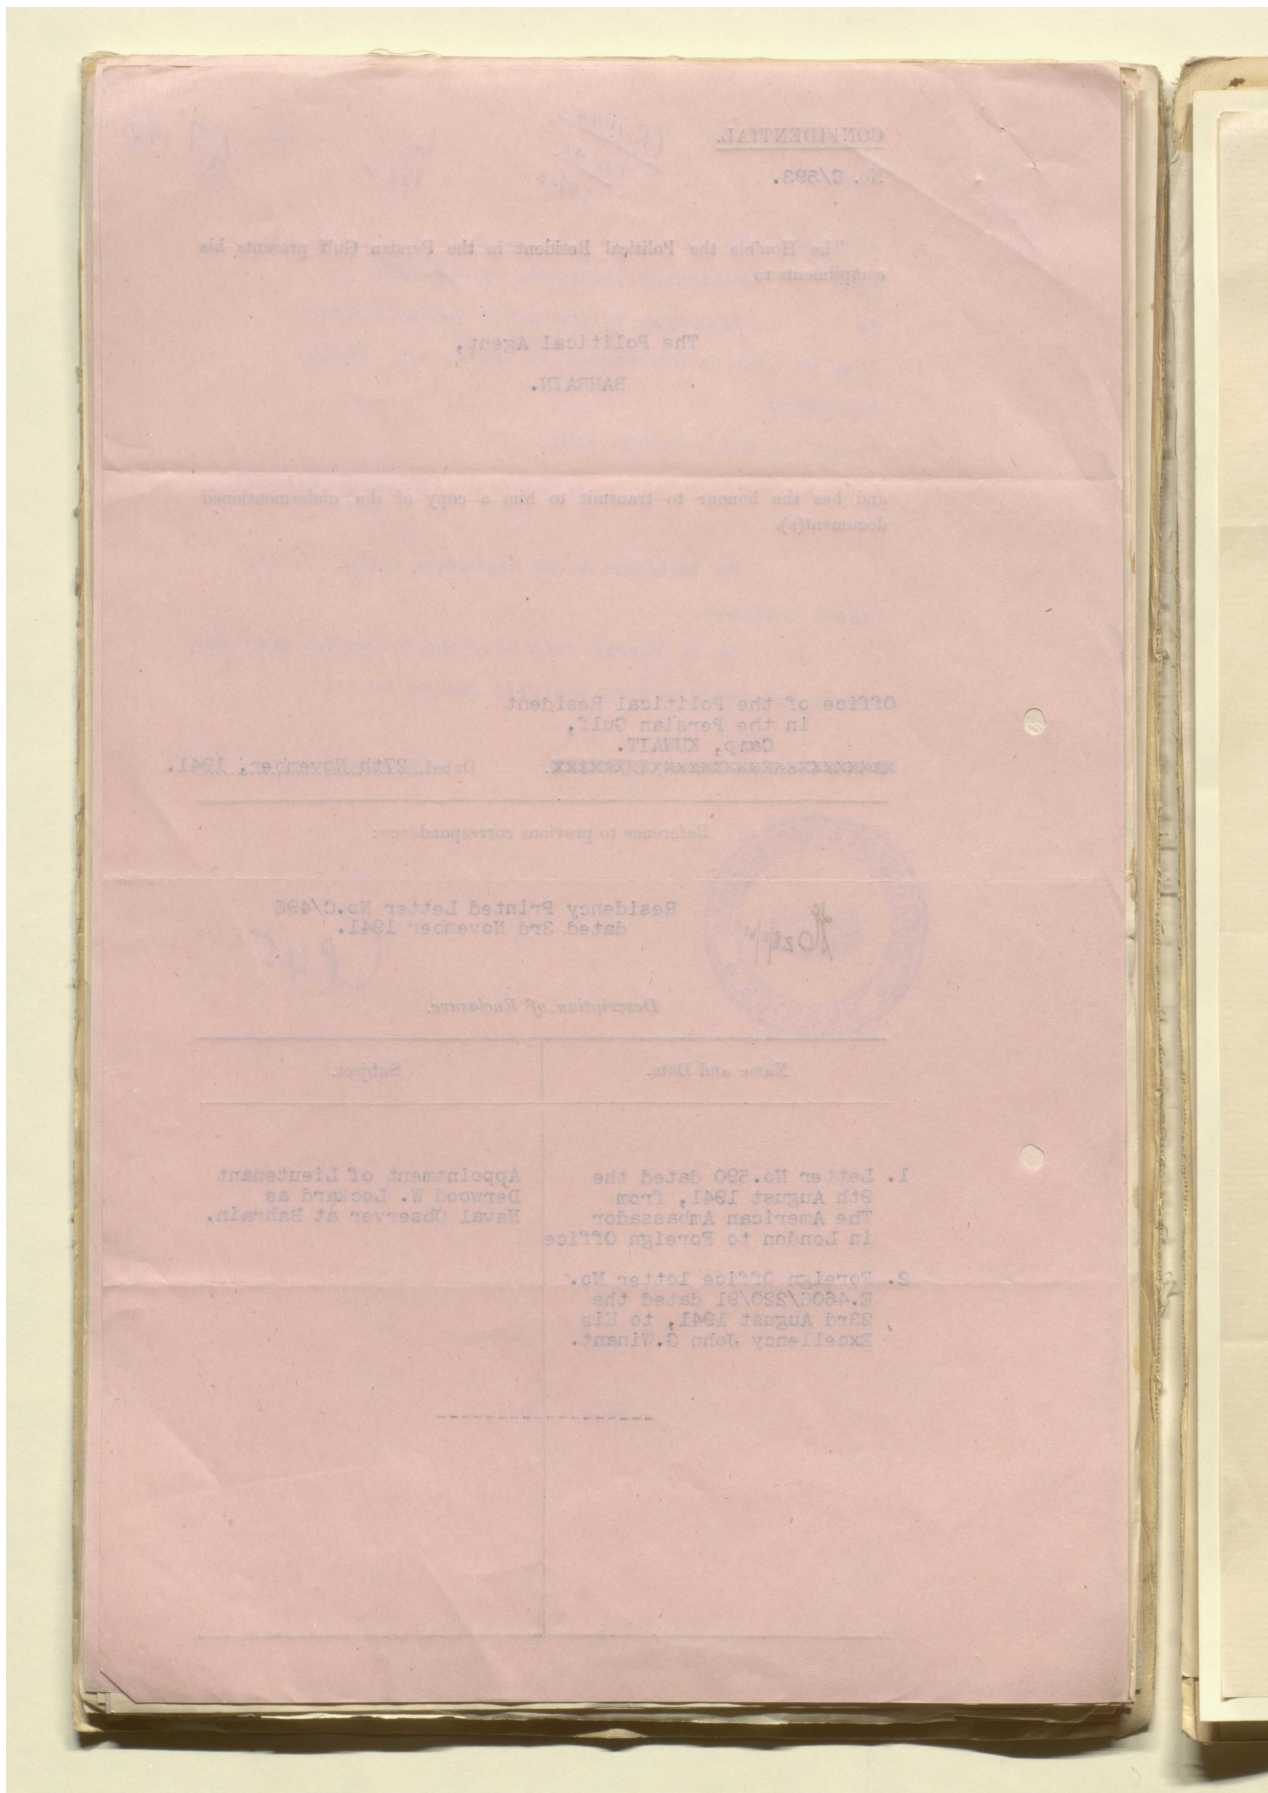 CONFIDENTIAL.
No. C/593.
The Hon'ble the Political Resident in the Persian Gulf presents his
compliments to
The Political Agent,
BAHRAIN.
and has the honour to transmit to him a copy of the undermentioned
document(s).
Office of the Political Resident
in the Persian Gulf,
Camp, KUWAIT.
Dated 27th November, 1941.
Reference to previous correspondence:
Residency Printed Letter No.C/496
dated 3rd November 1941.
Description of Enclosure.
Name and Date. Subject.
1. Letter No.590 dated the
9th August 1941, from
The American Ambassador
in London to Foreign Office
Appointment of Lieutenant
Derwood W. Lockard as
Naval Observer at Bahrain.
2. Foreign Office letter No.
E.4606/220/91 dated the
23rd August 1941, to His
Excellency John G.Winant.